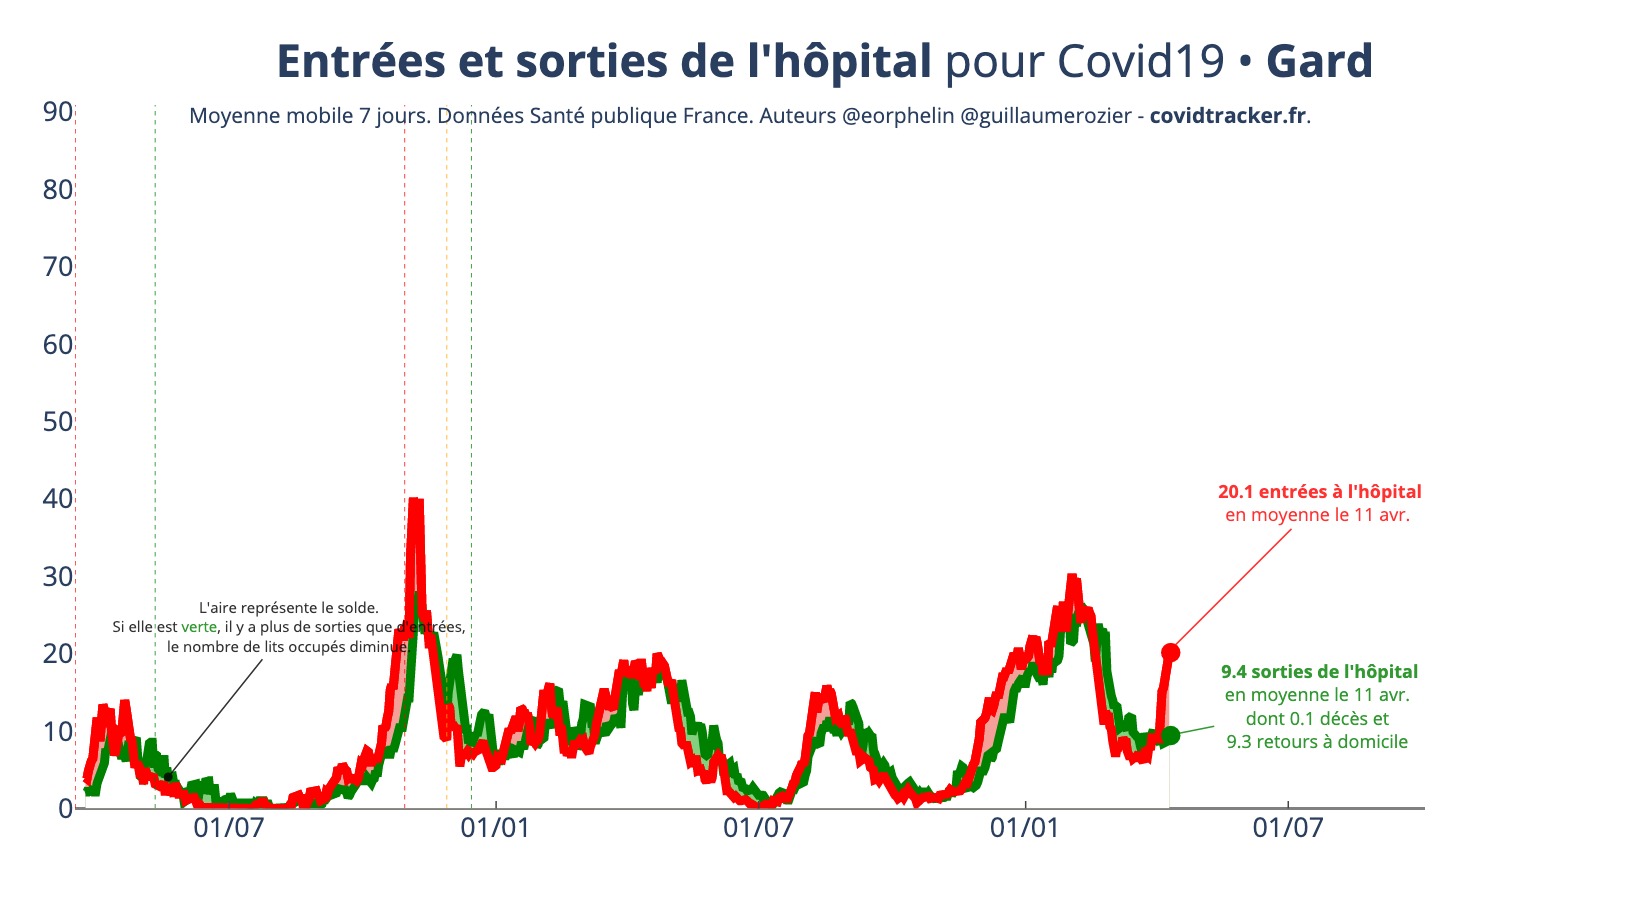 Entrées et sorties de l'hôpital pour Covid19 • Gard
Moyenne mobile 7 jours. Données Santé publique France. Auteurs @eorphelin @guillaumerozier - covidtracker.fr.
90
80
70
60
50
40
30
20
10
0
20.1 entrées à l'hôpital
en moyenne le 11 avr.
L'aire représente le solde.
Si elle est verte, il y a plus de sorties que d'entrées,
le nombre de lits occupés diminue.
9.4 sorties de l'hôpital
en moyenne le 11 avr.
dont 0.1 décès et
9.3 retours à domicile
01/07
01/01
01/07
01/01
01/07